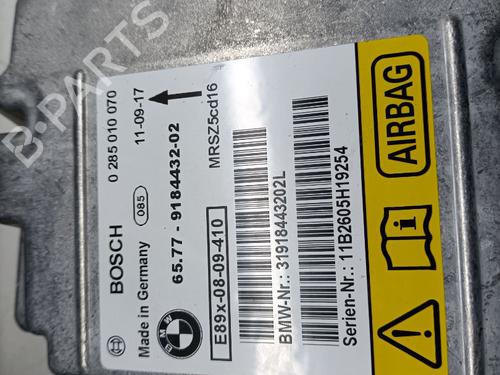 BOSCH 0 285 010 070
Made in Germany 085 11-09-17
BMW 65.77 - 9184432-02
MRSZ5cd16
E89x-08-09-410
BMW-Nr.: 31918443202L
Serien-Nr.: 11B2605H19254
AIRBAG
i
B-PARTS